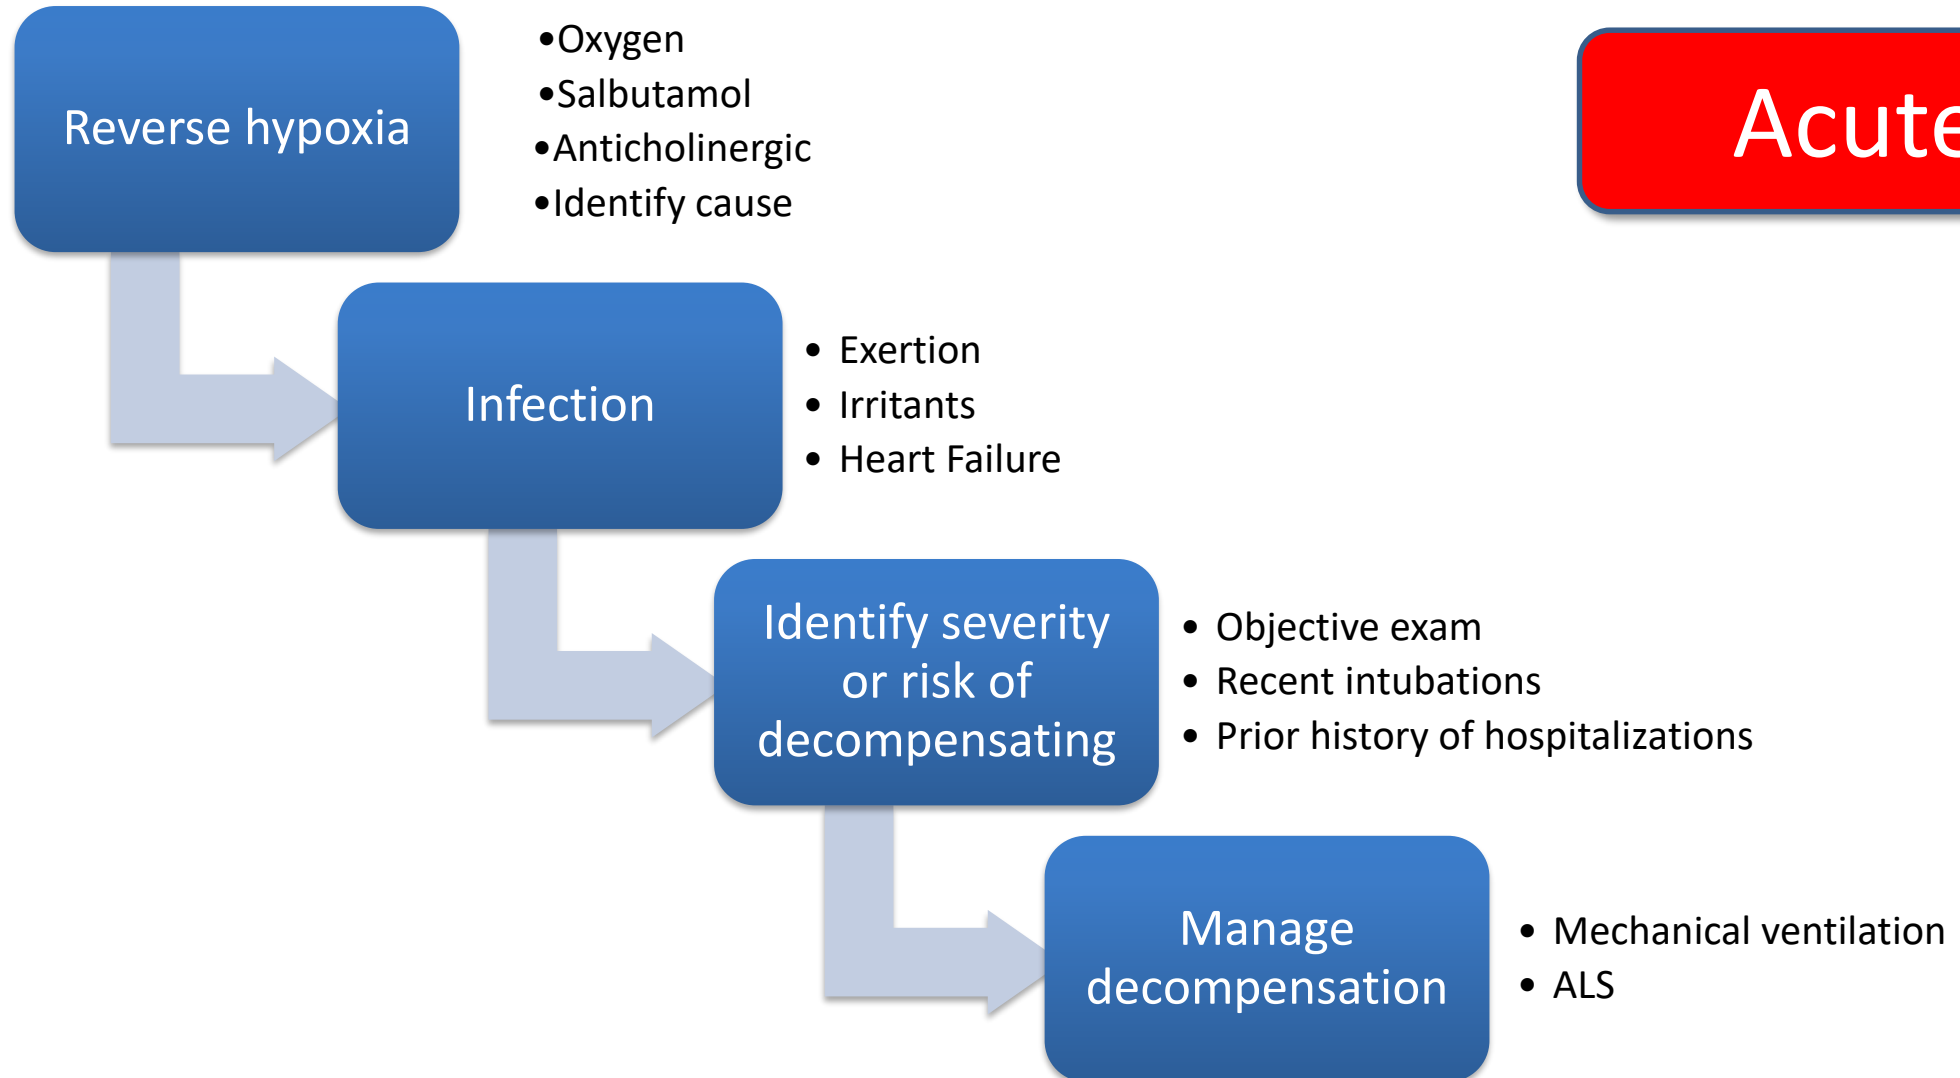 Reverse hypoxia
•Oxygen
•Salbutamol
•Anticholinergic
•Identify cause
Acute
Infection
• Exertion
• Irritants
• Heart Failure
Identify severity
or risk of
decompensating
• Objective exam
• Recent intubations
• Prior history of hospitalizations
Manage
decompensation
• Mechanical ventilation
• ALS